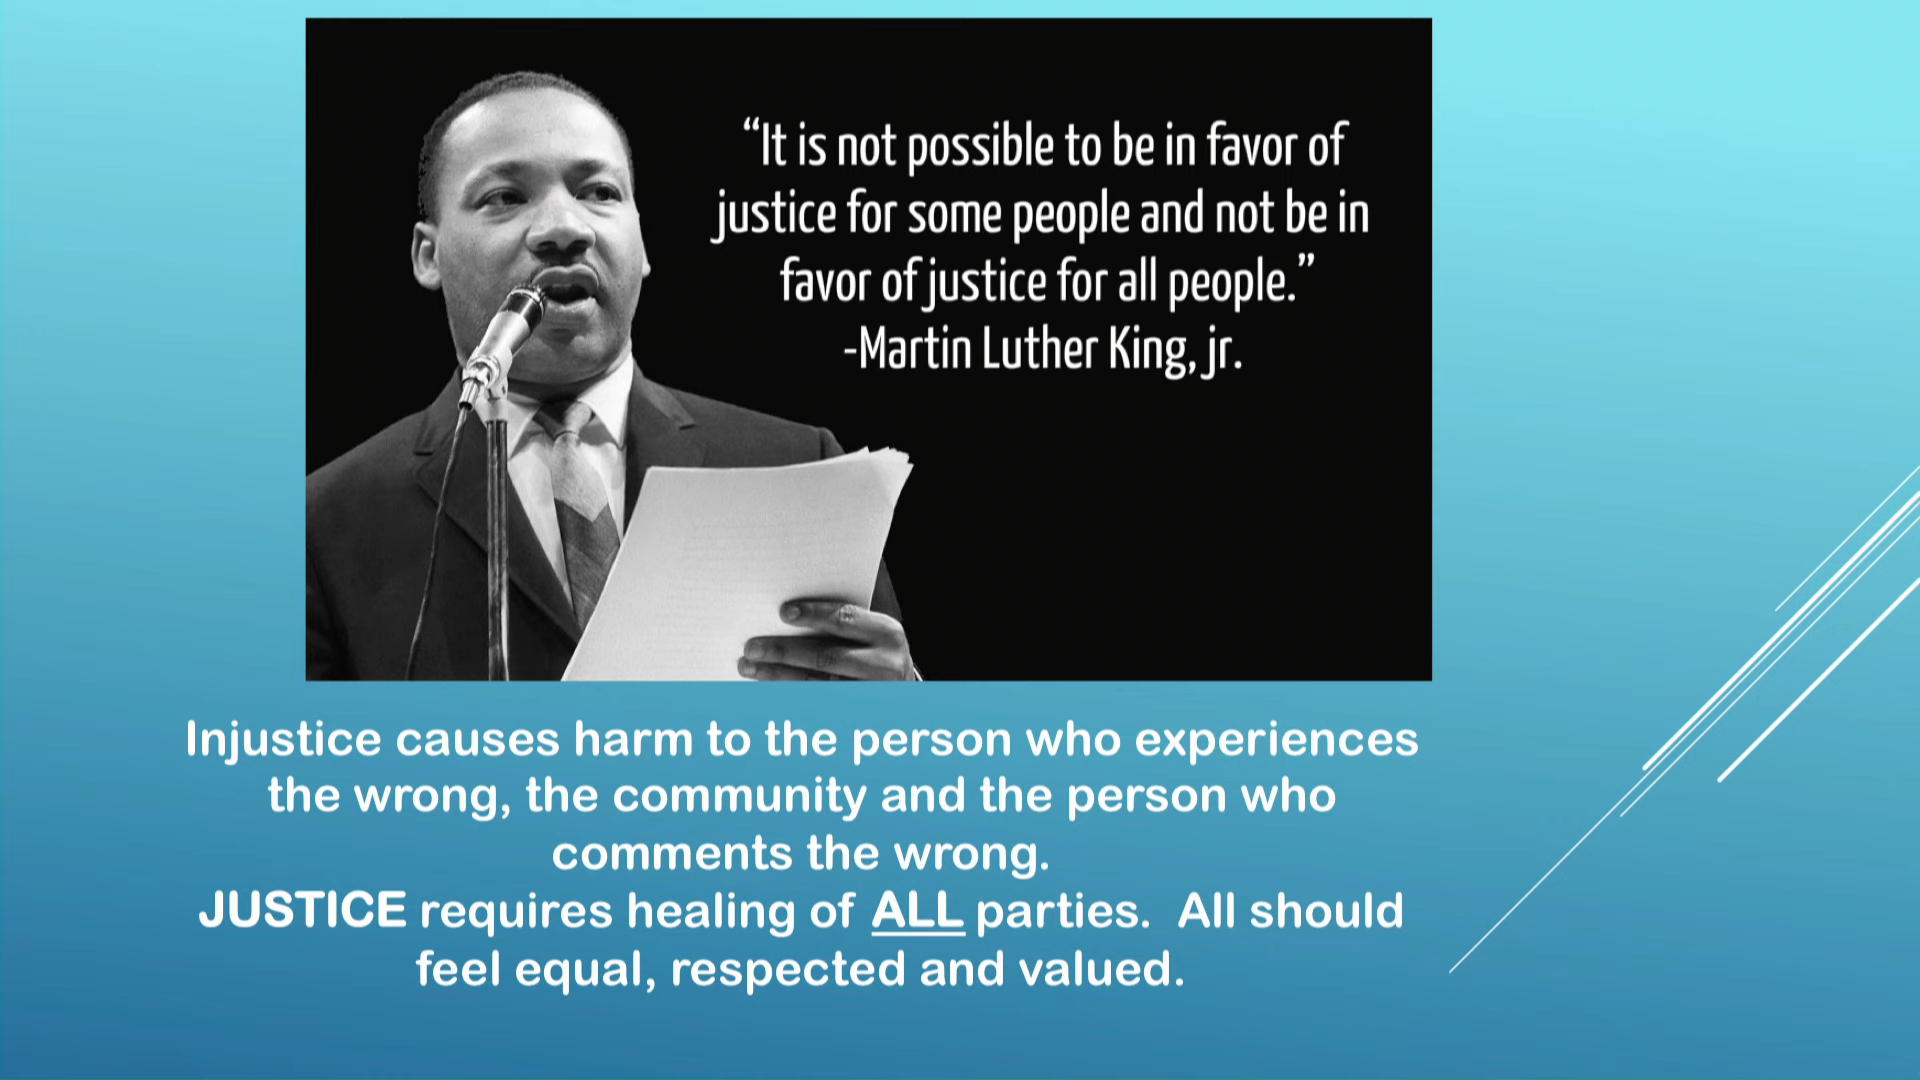 “It is not possible to be in favor of
justice for some people and not be in
favor of justice for all people.”
-Martin Luther King, jr.
Injustice causes harm to the person who experiences
the wrong, the community and the person who
comments the wrong.
JUSTICE requires healing of ALL parties.  All should
feel equal, respected and valued.